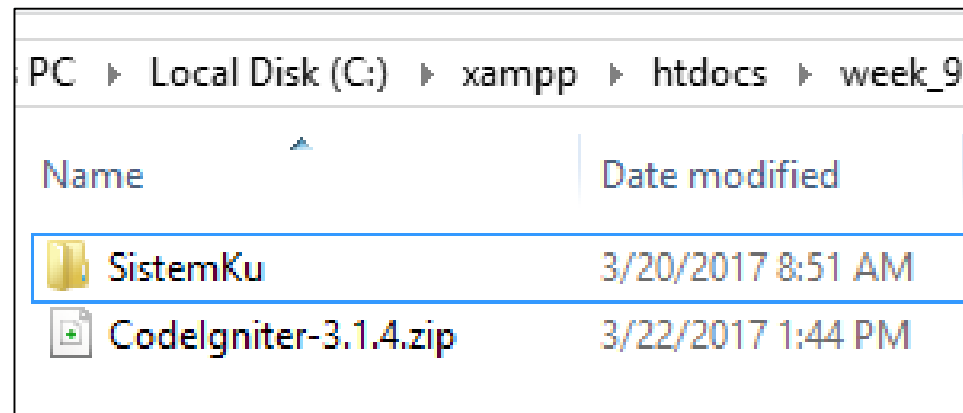 PC Local Disk (C:) xampp htdocs week_9
Name Date modified
SistemKu 3/20/2017 8:51 AM
CodeIgniter-3.1.4.zip 3/22/2017 1:44 PM